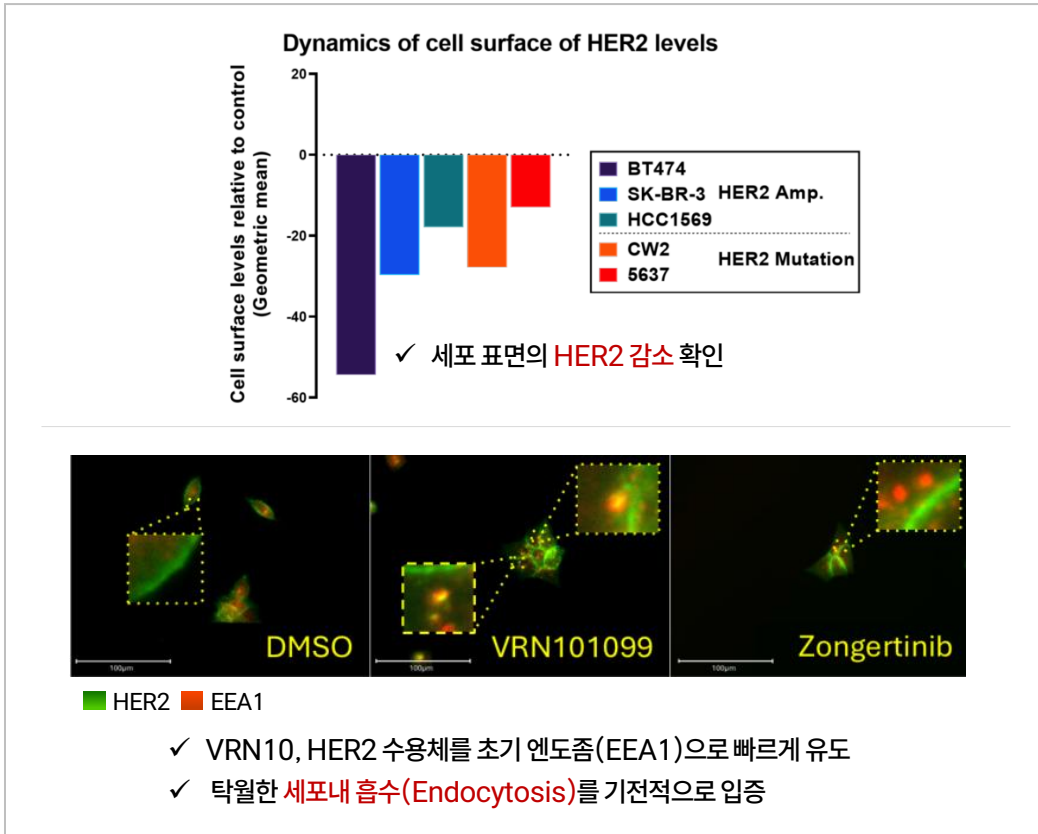 Dynamics of cell surface of HER2 levels
Cell surface levels relative to control
(Geometric mean)
20
0
-20
-40
-60
BT474
SK-BR-3
HER2 Amp.
HCC1569
CW2
HER2 Mutation
5637
✓ 세포 표면의 HER2 감소 확인
DMSO
100μm
VRN101099
100μm
Zongertinib
100μm
HER2 EEA1
✓ VRN10, HER2 수용체를 초기 엔도좀(EEA1)으로 빠르게 유도
✓ 탁월한 세포내 흡수(Endocytosis)를 기전적으로 입증